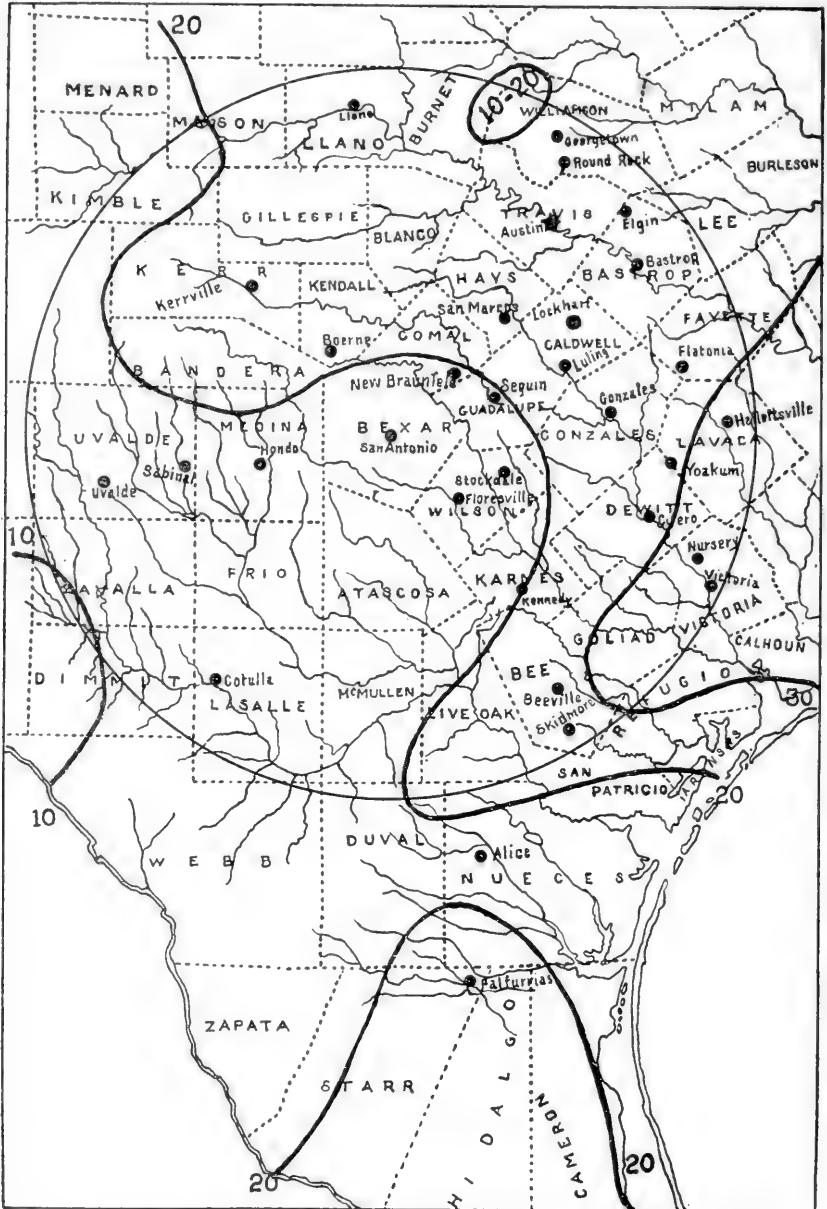 20
MENARD
MASON
Llano
LLANO
BURNET
10-20
WILLIAMSON
MILAM
Georgetown
Round Rock
BURLESON
KIMBLE
GILLESPIE
BLANCO
TRAVIS
Austin
Elgin
LEE
KERR
Kerrville
KENDALL
HAYS
BASTROP
Bastrop
San Marcos
Lockhart
FAYETTE
Boerne
COMAL
CALDWELL
Luling
Flatonia
BANDERA
New Braunfels
Seguin
GUADALUPE
Gonzales
GONZALES
Hallettsville
LAVACA
UVALDE
MEDINA
BEXAR
Sabinal
Hondo
San Antonio
Uvalde
Stockdale
Floresville
WILSON
Yoakum
DEWITT
Cuero
10
ZAVALLA
FRIO
ATASCOSA
KARNES
Kennedy
Nursery
Victoria
VICTORIA
GOLIAD
CALHOUN
DIMMIT
Cotulla
LASALLE
McMULLEN
LIVE OAK
BEE
Beeville
Skidmore
REFUGIO
30
ARANSAS
SAN
PATRICIO
20
10
WEBB
DUVAL
Alice
NUECES
Falfurrias
ZAPATA
STARR
HIDALGO
CAMERON
20
20